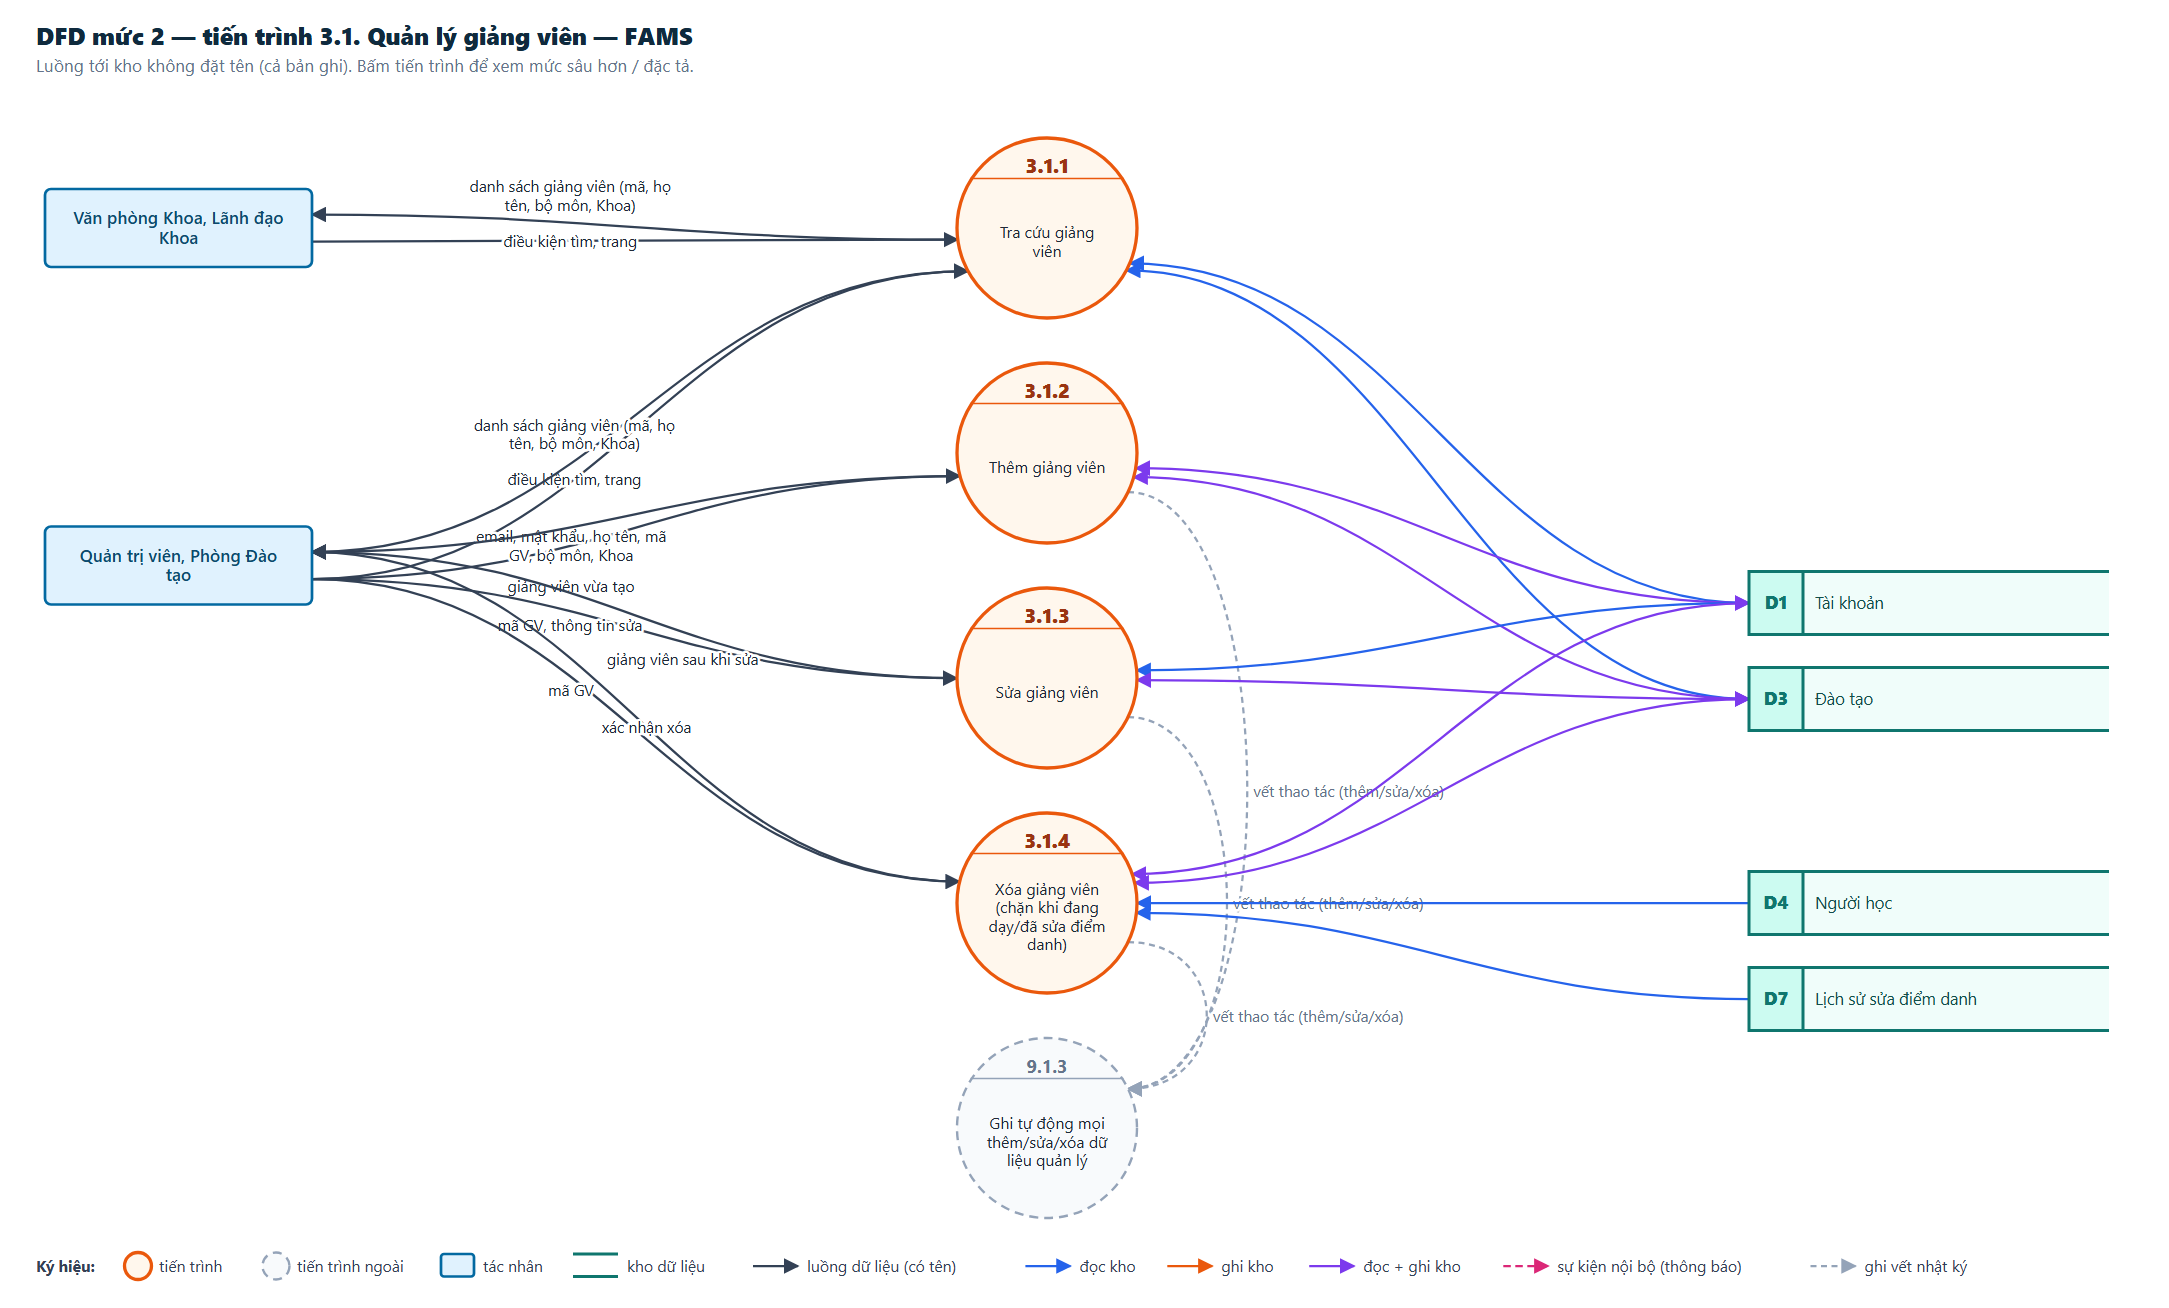 DFD mức 2 — tiến trình 3.1. Quản lý giảng viên — FAMS
Luồng tới kho không đặt tên (cả bản ghi). Bấm tiến trình để xem mức sâu hơn / đặc tả.
Văn phòng Khoa, Lãnh đạo
Khoa
danh sách giảng viên (mã, họ
tên, bộ môn, Khoa)
điều kiện tìm, trang
3.1.1
Tra cứu giảng
viên
3.1.2
Thêm giảng viên
danh sách giảng viên (mã, họ
tên, bộ môn, Khoa)
điều kiện tìm, trang
Quản trị viên, Phòng Đào
tạo
email, mật khẩu, họ tên, mã
GV, bộ môn, Khoa
giảng viên vừa tạo
mã GV, thông tin sửa
giảng viên sau khi sửa
mã GV
xác nhận xóa
3.1.3
Sửa giảng viên
D1
Tài khoản
D3
Đào tạo
vết thao tác (thêm/sửa/xóa)
3.1.4
Xóa giảng viên
(chặn khi đang
dạy/đã sửa điểm
danh)
vết thao tác (thêm/sửa/xóa)
D4
Người học
D7
Lịch sử sửa điểm danh
vết thao tác (thêm/sửa/xóa)
9.1.3
Ghi tự động mọi
thêm/sửa/xóa dữ
liệu quản lý
Ký hiệu:
tiến trình
tiến trình ngoài
tác nhân
kho dữ liệu
luồng dữ liệu (có tên)
đọc kho
ghi kho
đọc + ghi kho
sự kiện nội bộ (thông báo)
ghi vết nhật ký